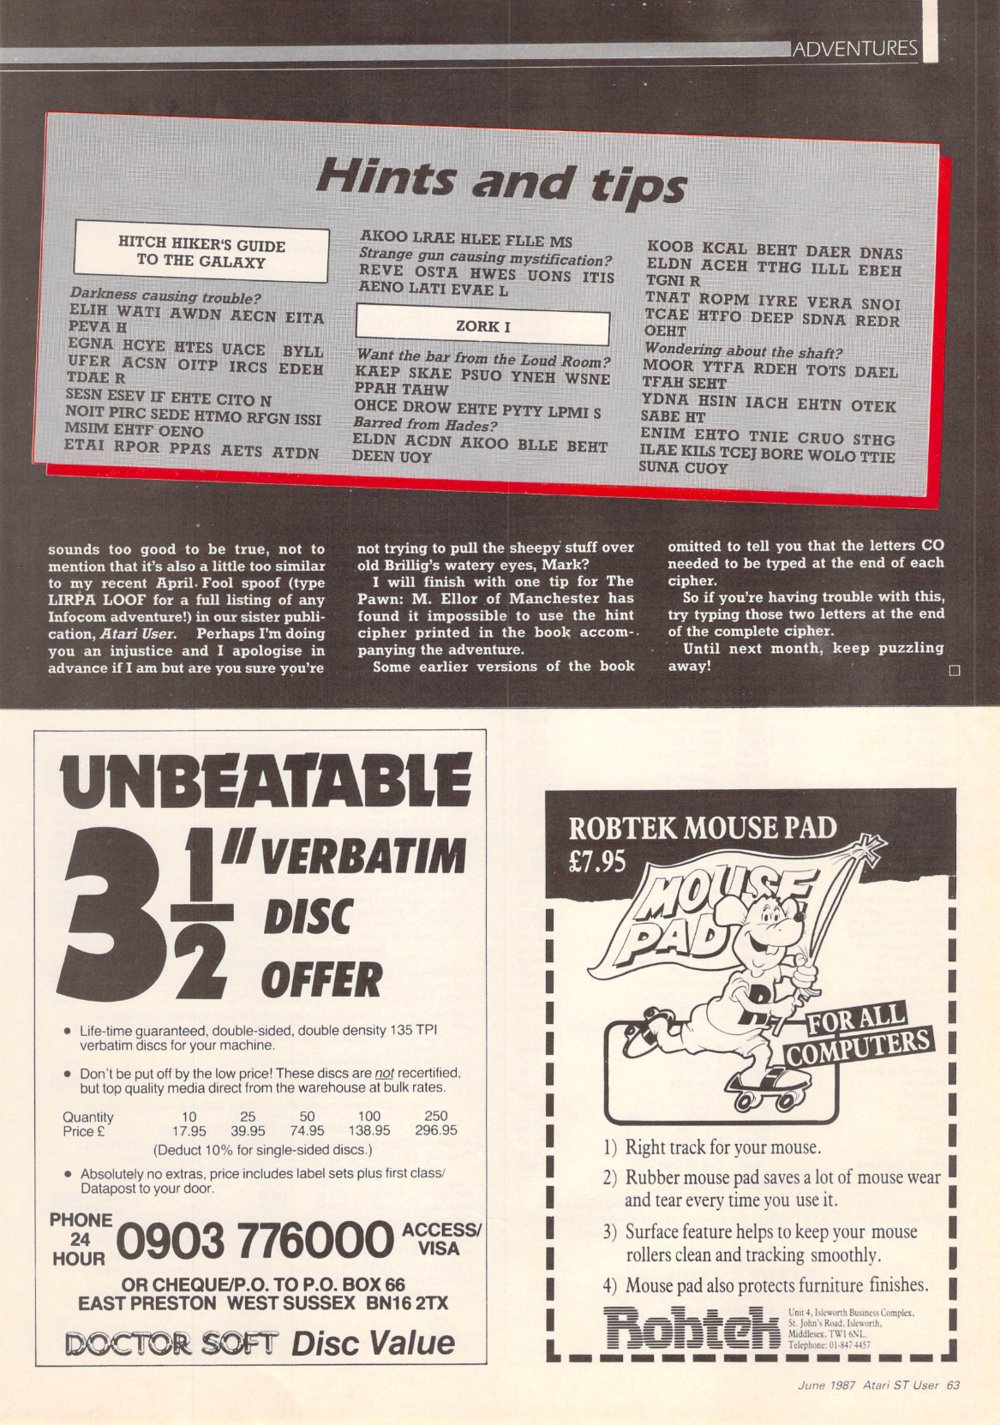 ADVENTURES
Hints and tips
HITCH HIKER'S GUIDE
TO THE GALAXY
Darkness causing trouble?
ELIH WATI AWDN AECN EITA
PEVA H
EGNA HCYE HTES UACE BYLL
UFER ACSN OITP IRCS EDEH
TDAE R
SESN ESEV IF EHTE CITO N
NOIT PIRC SEDE HTMO RFGN ISSI
MSIM EHTF OENO
ETAI RPOR PPAS AETS ATDN
AKOO LRAE HLEE FLLE MS
Strange gun causing mystification?
REVE OSTA HWES UONS ITIS
AENO LATI EVAE L
ZORK I
Want the bar from the Loud Room?
KAEP SKAE PSUO YNEH WSNE
PPAH TAHW
OHCE DROW EHTE PYTY LPMI S
Barred from Hades?
ELDN ACDN AKOO BLLE BEHT
DEEN UOY
KOOB KCAL BEHT DAER DNAS
ELDN ACEH TTHG ILLL EBEH
TGNI R
TNAT ROPM IYRE VERA SNOI
TCAE HTFO DEEP SDNA REDR
OEHT
Wondering about the shaft?
MOOR YTFA RDEH TOTS DAEL
TFAH SEHT
YDNA HSIN IACH EHTN OTEK
SABE HT
ENIM EHTO TNIE CRUO STHG
ILAE KILS TCEJ BORE WOLO TTIE
SUNA CUOY
sounds too good to be true, not to
mention that it's also a little too similar
to my recent April Fool spoof (type
LIRPA LOOF for a full listing of any
Infocom adventure!) in our sister publi-
cation, Atari User. Perhaps I'm doing
you an injustice and I apologise in
advance if I am but are you sure you're
not trying to pull the sheepy stuff over
old Brillig's watery eyes, Mark?
I will finish with one tip for The
Pawn: M. Ellor of Manchester has
found it impossible to use the hint
cipher printed in the book accom-
panying the adventure.
Some earlier versions of the book
omitted to tell you that the letters CO
needed to be typed at the end of each
cipher.
So if you're having trouble with this,
try typing those two letters at the end
of the complete cipher.
Until next month, keep puzzling
away!
UNBEATABLE
3½" VERBATIM
DISC
OFFER
• Life-time guaranteed, double-sided, double density 135 TPI
verbatim discs for your machine.
• Don't be put off by the low price! These discs are not recertified,
but top quality media direct from the warehouse at bulk rates.
Quantity 10 25 50 100 250
Price £ 17.95 39.95 74.95 138.95 296.95
(Deduct 10% for single-sided discs.)
• Absolutely no extras, price includes label sets plus first class/
Datapost to your door.
PHONE
24
HOUR
0903 776000
ACCESS/
VISA
OR CHEQUE/P.O. TO P.O. BOX 66
EAST PRESTON WEST SUSSEX BN16 2TX
DOCTOR SOFT Disc Value
ROBTEK MOUSE PAD
£7.95
MOUSE
PAD
R
FOR ALL
COMPUTERS
1) Right track for your mouse.
2) Rubber mouse pad saves a lot of mouse wear
and tear every time you use it.
3) Surface feature helps to keep your mouse
rollers clean and tracking smoothly.
4) Mouse pad also protects furniture finishes.
Robtek
Unit 4, Isleworth Business Complex,
St. John's Road, Isleworth,
Middlesex, TW1 6NL.
Telephone: 01-847 4457
June 1987 Atari ST User 63